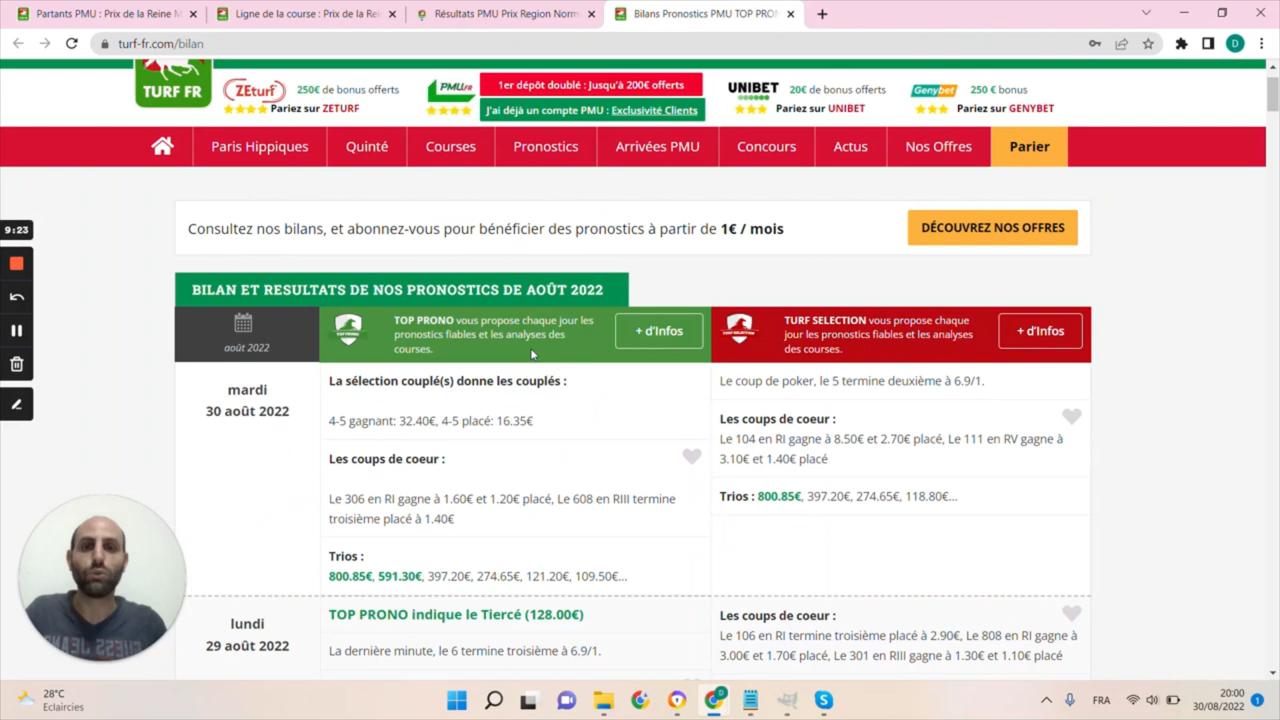 Partants PMU : Prix de la Reine M
Ligne de la course : Prix de la Rei
Résultats PMU Prix Region Norm
Bilans Pronostics PMU TOP PRO
turf-fr.com/bilan
D
TURF FR
ZEturf
250€ de bonus offerts
Pariez sur ZETURF
PMU.fr
1er dépôt doublé : Jusqu'à 200€ offerts
J'ai déjà un compte PMU : Exclusivité Clients
UNIBET
20€ de bonus offerts
Pariez sur UNIBET
Genybet
250 € bonus
Pariez sur GENYBET
Paris Hippiques
Quinté
Courses
Pronostics
Arrivées PMU
Concours
Actus
Nos Offres
Parier
9:23
Consultez nos bilans, et abonnez-vous pour bénéficier des pronostics à partir de 1€ / mois
DÉCOUVREZ NOS OFFRES
BILAN ET RESULTATS DE NOS PRONOSTICS DE AOÛT 2022
août 2022
TOP PRONO vous propose chaque jour les
pronostics fiables et les analyses des
courses.
+ d'Infos
TURF SELECTION vous propose chaque
jour les pronostics fiables et les analyses
des courses.
+ d'Infos
mardi
30 août 2022
La sélection couplé(s) donne les couplés :
4-5 gagnant: 32.40€, 4-5 placé: 16.35€
Les coups de coeur :
Le 306 en RI gagne à 1.60€ et 1.20€ placé, Le 608 en RIII termine
troisième placé à 1.40€
Trios :
800.85€, 591.30€, 397.20€, 274.65€, 121.20€, 109.50€...
Le coup de poker, le 5 termine deuxième à 6.9/1.
Les coups de coeur :
Le 104 en RI gagne à 8.50€ et 2.70€ placé, Le 111 en RV gagne à
3.10€ et 1.40€ placé
Trios : 800.85€, 397.20€, 274.65€, 118.80€...
lundi
29 août 2022
TOP PRONO indique le Tiercé (128.00€)
La dernière minute, le 6 termine troisième à 6.9/1.
Les coups de coeur :
Le 106 en RI termine troisième placé à 2.90€, Le 808 en RI gagne à
3.00€ et 1.70€ placé, Le 301 en RIII gagne à 1.30€ et 1.10€ placé
28°C
Eclaircies
FRA
20:00
30/08/2022
1